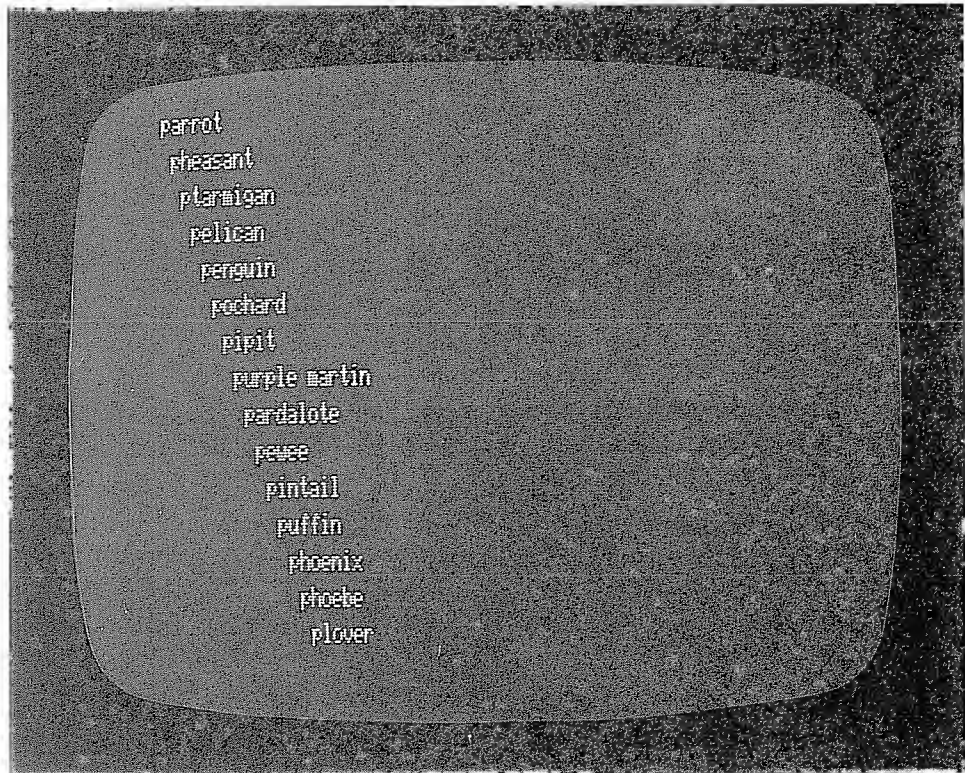 parrot
pheasant
ptarmigan
pelican
penguin
pochard
pipit
purple martin
pardalote
pewee
pintail
puffin
phoenix
phoebe
plover